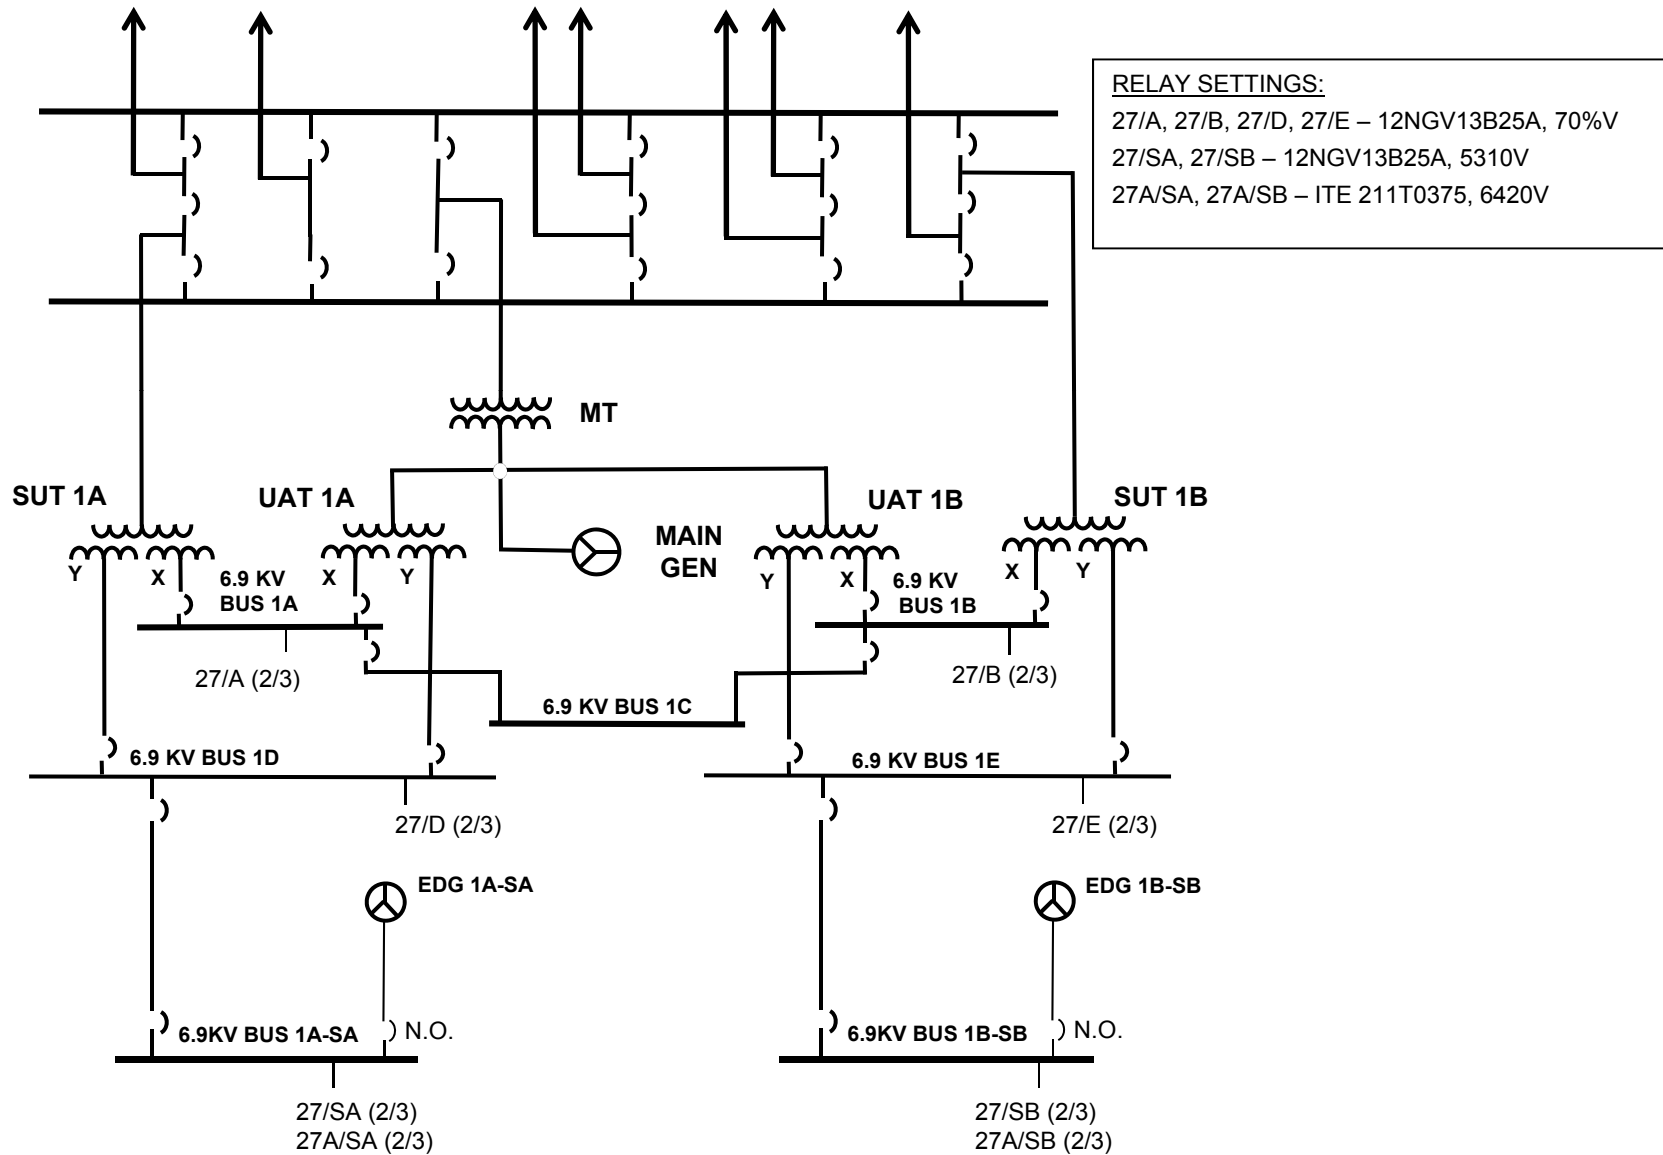 RELAY SETTINGS:
27/A, 27/B, 27/D, 27/E – 12NGV13B25A, 70%V
27/SA, 27/SB – 12NGV13B25A, 5310V
27A/SA, 27A/SB – ITE 211T0375, 6420V
MT
SUT 1A
UAT 1A
UAT 1B
SUT 1B
MAIN
GEN
Y
X
6.9 KV
BUS 1A
X
Y
Y
X
6.9 KV
BUS 1B
X
Y
27/A (2/3)
27/B (2/3)
6.9 KV BUS 1C
6.9 KV BUS 1D
6.9 KV BUS 1E
27/D (2/3)
27/E (2/3)
EDG 1A-SA
EDG 1B-SB
6.9KV BUS 1A-SA
N.O.
6.9KV BUS 1B-SB
N.O.
27/SA (2/3)
27A/SA (2/3)
27/SB (2/3)
27A/SB (2/3)